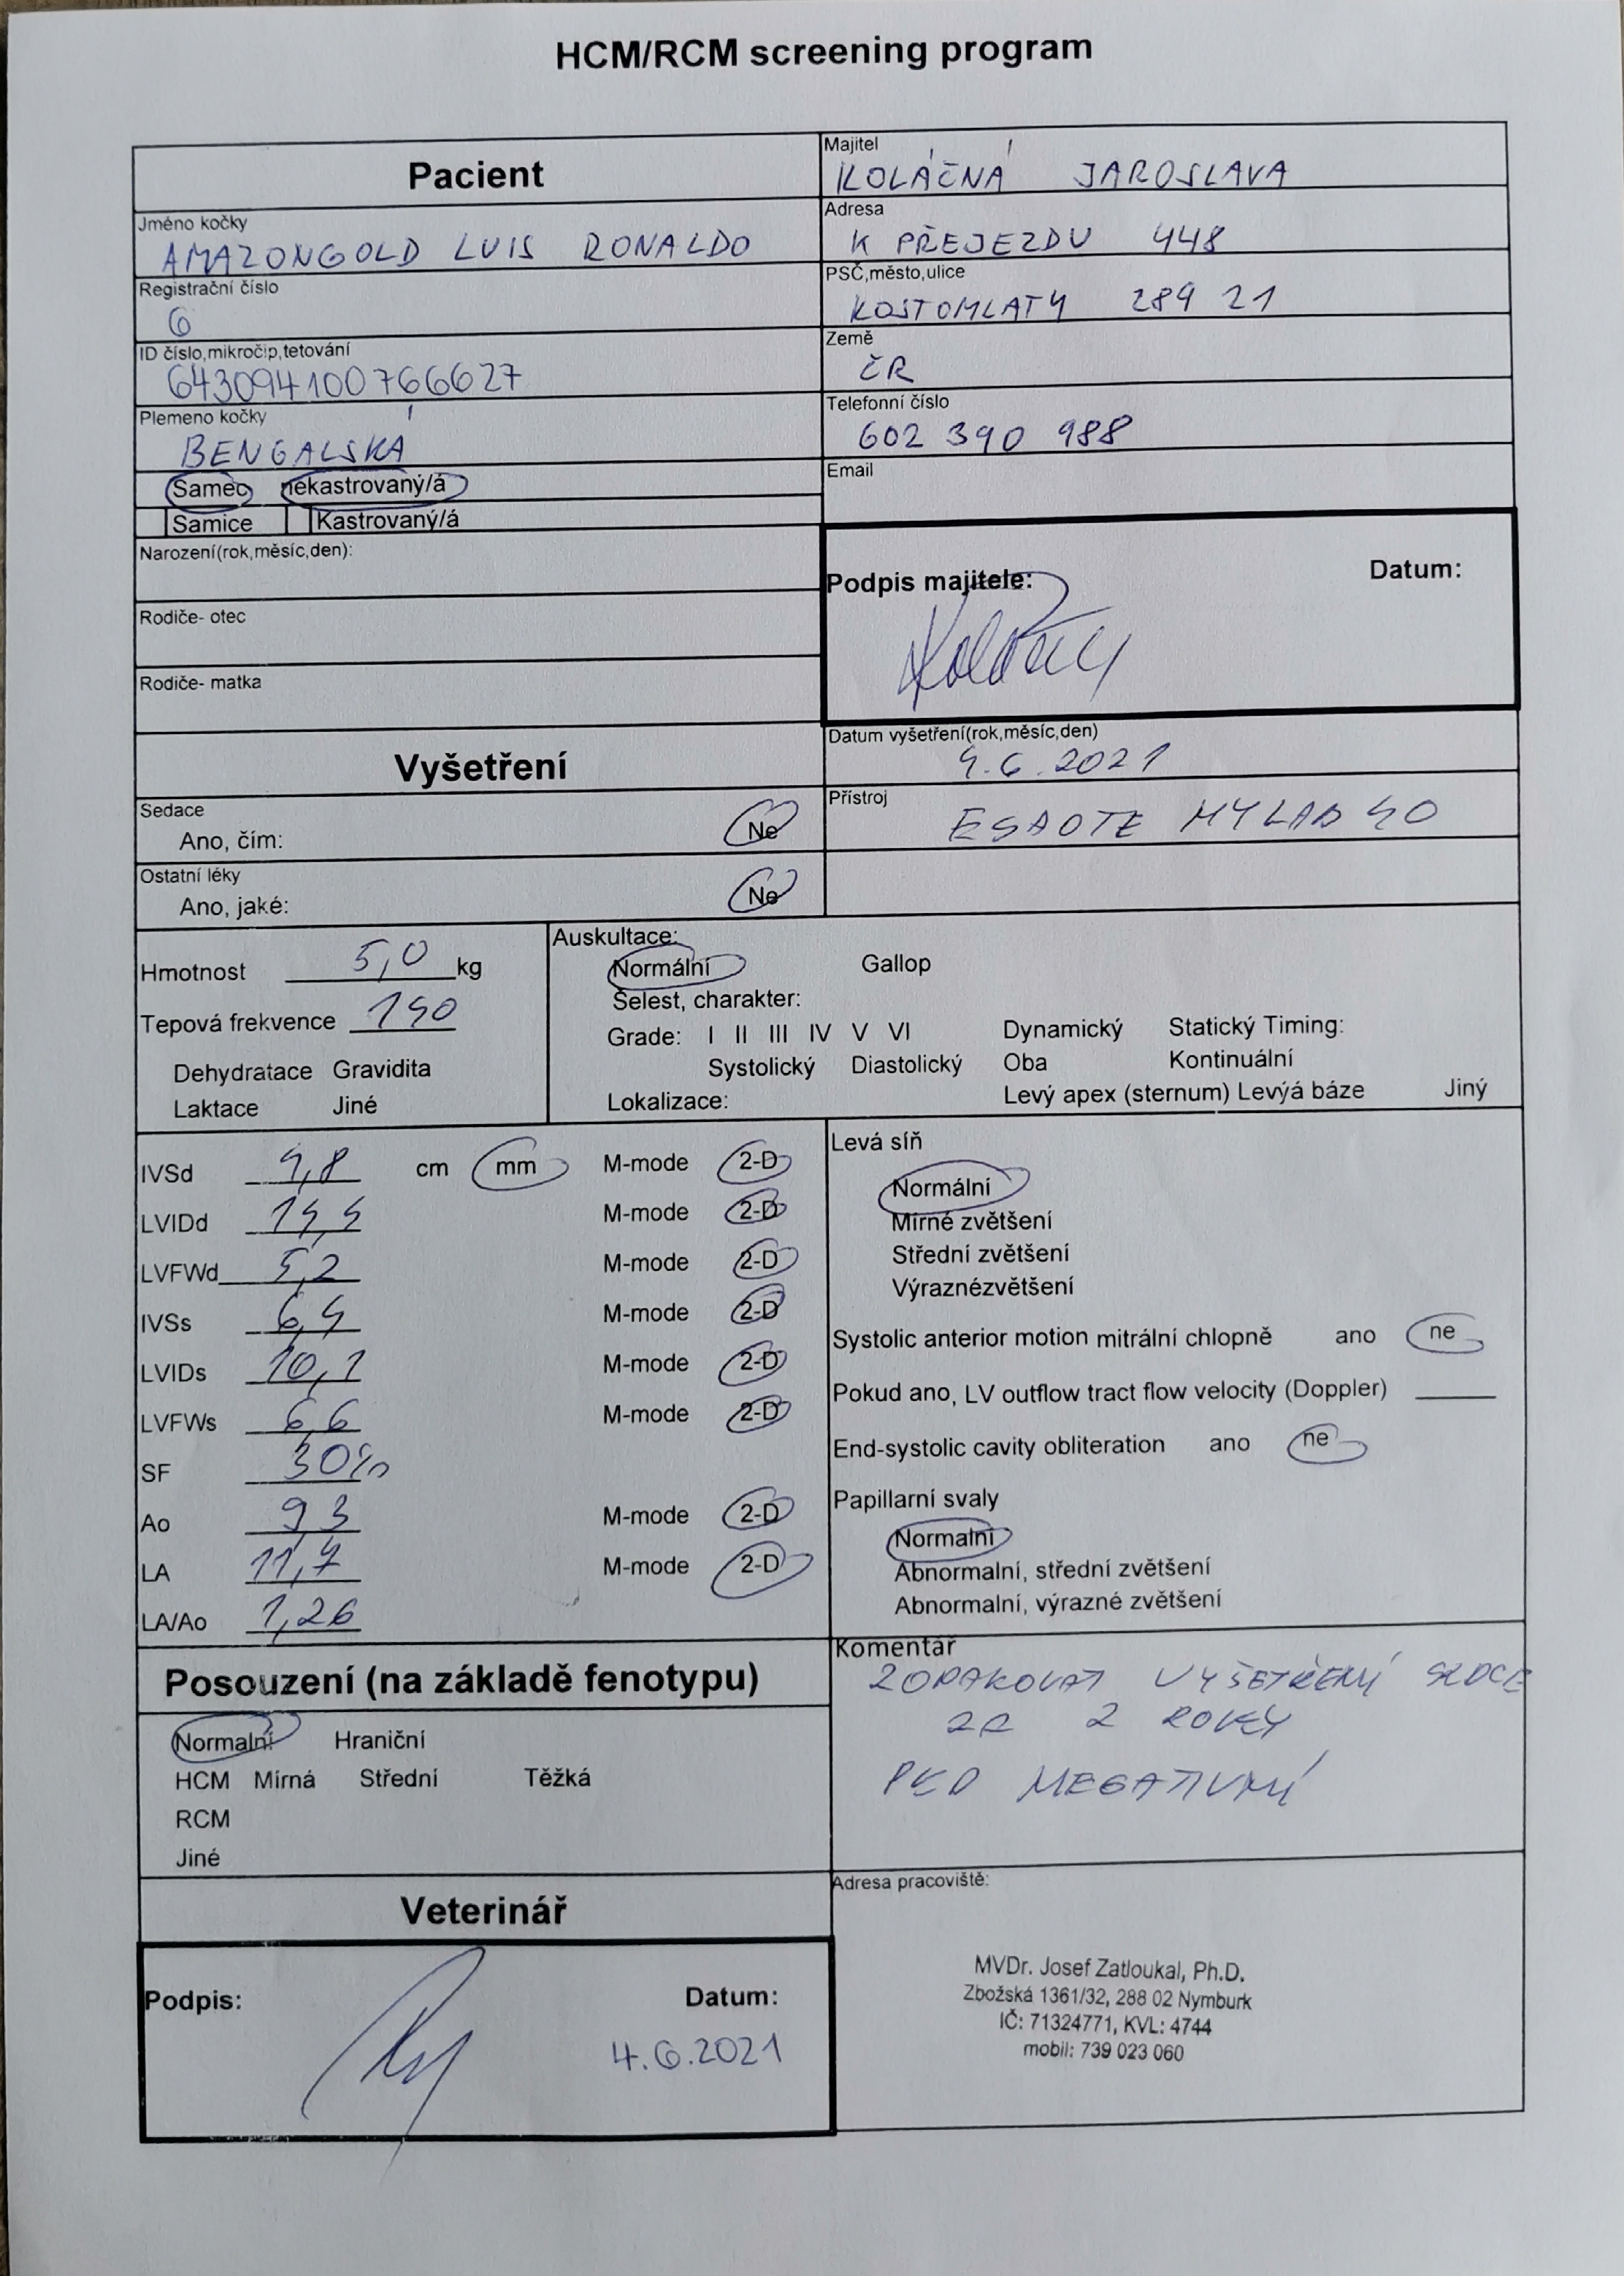 HCM/RCM screening program
Pacient
Majitel
KOLÁČNÁ JAROSLAVA
Jméno kočky
AMAZONGOLD LUIS RONALDO
Adresa
K PŘEJEZDU 448
Registrační číslo
6
PSČ,město,ulice
KOSTOMLATY 289 21
ID číslo,mikročip,tetování
643094100766627
Země
ČR
Plemeno kočky
BENGALSKÁ
Telefonní číslo
602 390 988
Samec nekastrovaný/á
Email
Samice Kastrovaný/á
Narození(rok,měsíc,den):
Podpis majitele: Datum:
Rodiče- otec
Rodiče- matka
Vyšetření
Datum vyšetření(rok,měsíc,den)
4.6.2021
Sedace
Ano, čím: Ne
Přístroj
ESAOTE MYLAB 40
Ostatní léky
Ano, jaké: Ne
Hmotnost 5,0 kg
Tepová frekvence 140
Dehydratace Gravidita
Laktace Jiné
Auskultace:
Normální Gallop
Šelest, charakter:
Grade: I II III IV V VI Dynamický Statický Timing:
Systolický Diastolický Oba Kontinuální
Lokalizace: Levý apex (sternum) Levýá báze Jiný
IVSd 4,8 cm mm M-mode 2-D
LVIDd 14,4 M-mode 2-D
LVFWd 5,2 M-mode 2-D
IVSs 6,4 M-mode 2-D
LVIDs 10,1 M-mode 2-D
LVFWs 6,6 M-mode 2-D
SF 30%
Ao 9,3 M-mode 2-D
LA 11,7 M-mode 2-D
LA/Ao 1,26
Levá síň
Normální
Mírné zvětšení
Střední zvětšení
Výraznézvětšení
Systolic anterior motion mitrální chlopně ano ne
Pokud ano, LV outflow tract flow velocity (Doppler)
End-systolic cavity obliteration ano ne
Papillarní svaly
Normalní
Abnormalní, střední zvětšení
Abnormalní, výrazné zvětšení
Posouzení (na základě fenotypu)
Normalní Hraniční
HCM Mírná Střední Těžká
RCM
Jiné
Komentář
ZOPAKOVAT VYŠETŘENÍ SRDCE
ZA 2 ROKY
PKD NEGATIVNÍ
Veterinář
Podpis: Datum:
4.6.2021
Adresa pracoviště:
MVDr. Josef Zatloukal, Ph.D.
Zbožská 1361/32, 288 02 Nymburk
IČ: 71324771, KVL: 4744
mobil: 739 023 060